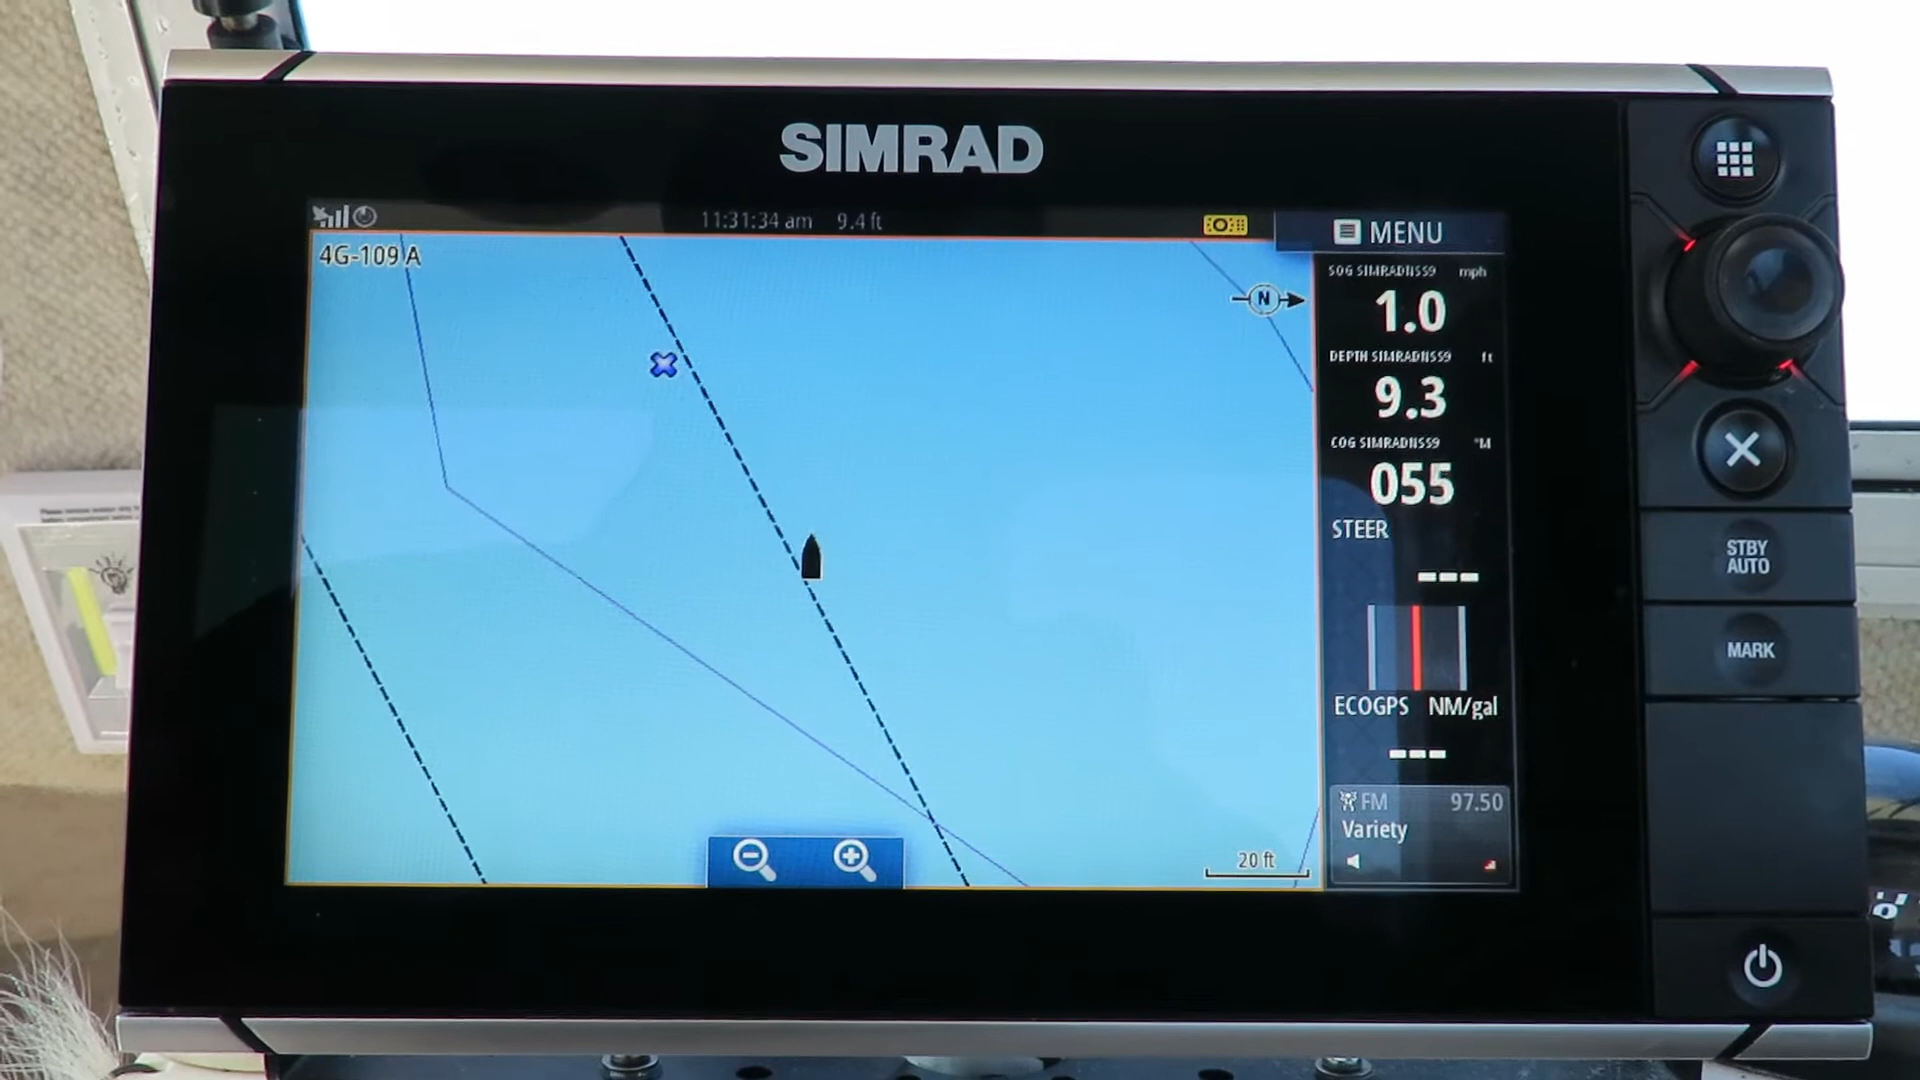 SIMRAD
11:31:34 am 9.4 ft
MENU
4G-109 A
N
SOG SIMRADNSS9 mph
1.0
DEPTH SIMRADNSS9 ft
9.3
COG SIMRADNSS9 °M
055
STEER
---
ECOGPS NM/gal
---
FM 97.50
Variety
20 ft
STBY
AUTO
MARK